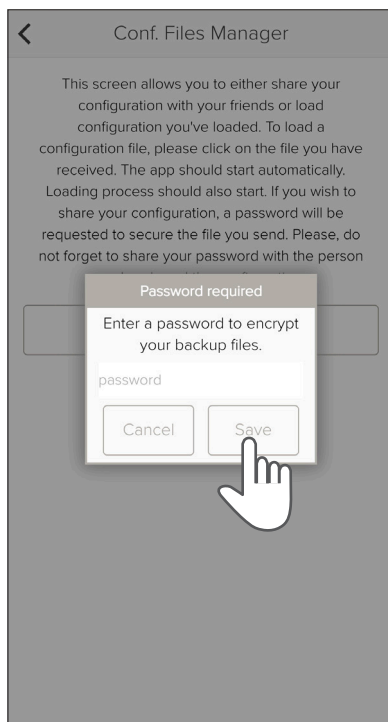 Conf. Files Manager
This screen allows you to either share your
configuration with your friends or load
configuration you've loaded. To load a
configuration file, please click on the file you have
received. The app should start automatically.
Loading process should also start. If you wish to
share your configuration, a password will be
requested to secure the file you send. Please, do
not forget to share your password with the person
Password required
Enter a password to encrypt
your backup files.
password
Cancel
Save